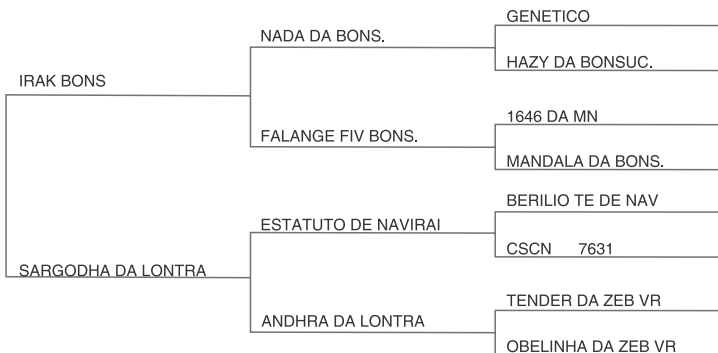 GENETICO
NADA DA BONS.
HAZY DA BONSUC.
IRAK BONS
1646 DA MN
FALANGE FIV BONS.
MANDALA DA BONS.
BERILIO TE DE NAV
ESTATUTO DE NAVIRAI
CSCN 7631
SARGODHA DA LONTRA
TENDER DA ZEB VR
ANDHRA DA LONTRA
OBELINHA DA ZEB VR